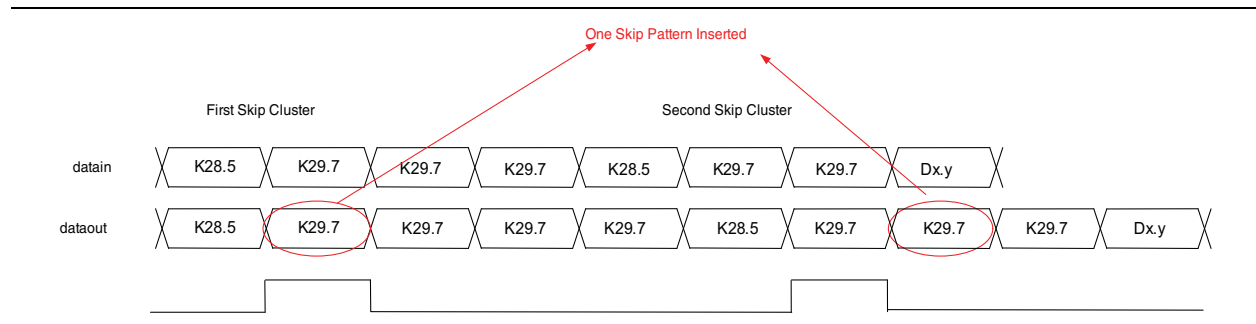 One Skip Pattern Inserted
First Skip Cluster Second Skip Cluster
datain K28.5 K29.7 K29.7 K29.7 K28.5 K29.7 K29.7 Dx.y
dataout K28.5 K29.7 K29.7 K29.7 K29.7 K28.5 K29.7 K29.7 K29.7 Dx.y